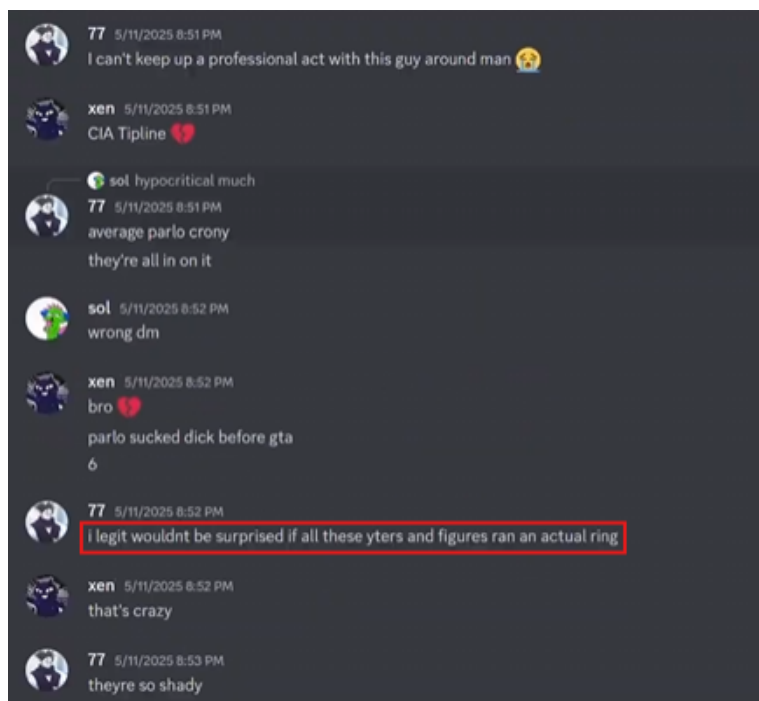 77 5/11/2025 8:51 PM
I can't keep up a professional act with this guy around man 😭
xen 5/11/2025 8:51 PM
CIA Tipline 💔
sol hypocritical much
77 5/11/2025 8:51 PM
average parlo crony
they're all in on it
sol 5/11/2025 8:52 PM
wrong dm
xen 5/11/2025 8:52 PM
bro 💔
parlo sucked dick before gta
6
77 5/11/2025 8:52 PM
i legit wouldnt be surprised if all these yters and figures ran an actual ring
xen 5/11/2025 8:52 PM
that's crazy
77 5/11/2025 8:53 PM
theyre so shady